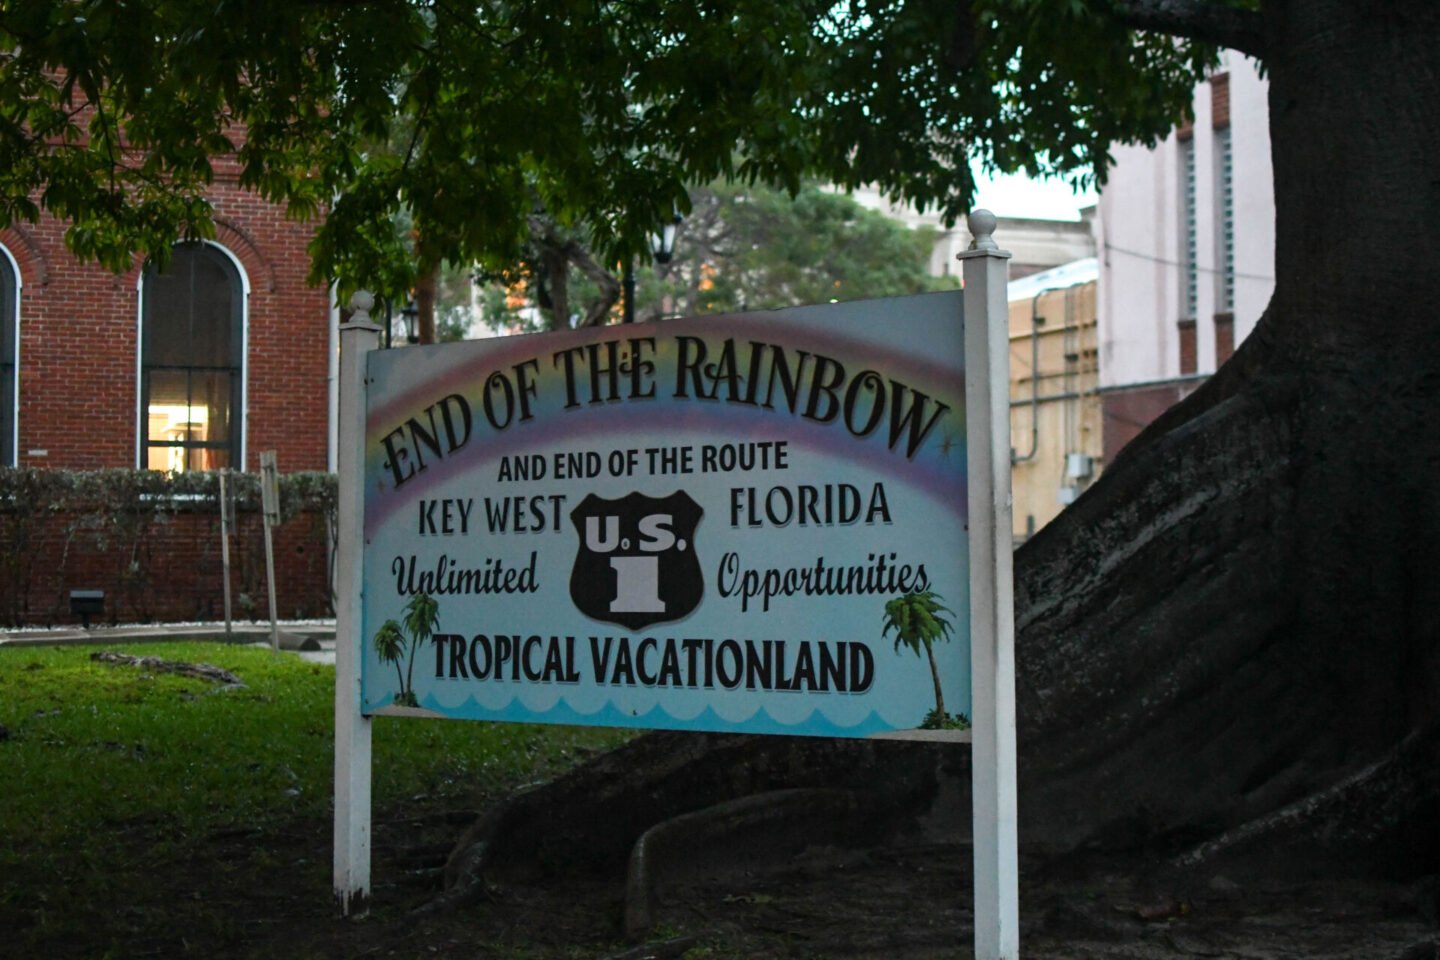 END OF THE RAINBOW
AND END OF THE ROUTE
KEY WEST FLORIDA
U.S.
1
Unlimited Opportunities
TROPICAL VACATIONLAND